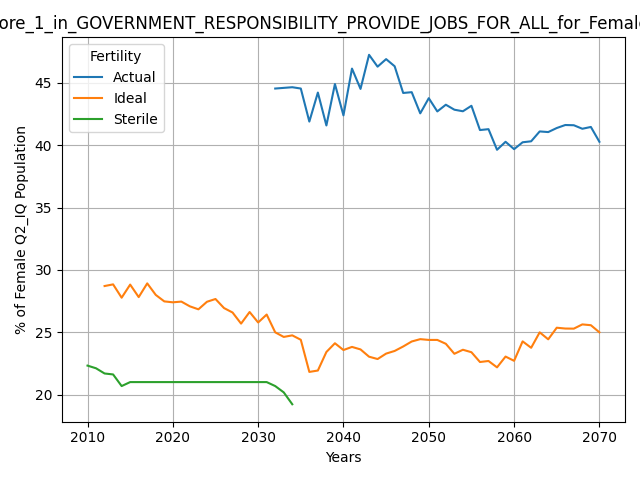 ore_1_in_GOVERNMENT_RESPONSIBILITY_PROVIDE_JOBS_FOR_ALL_for_Female
Fertility
Actual
Ideal
Sterile
% of Female Q2_IQ Population
45
40
35
30
25
20
2010 2020 2030 2040 2050 2060 2070
Years